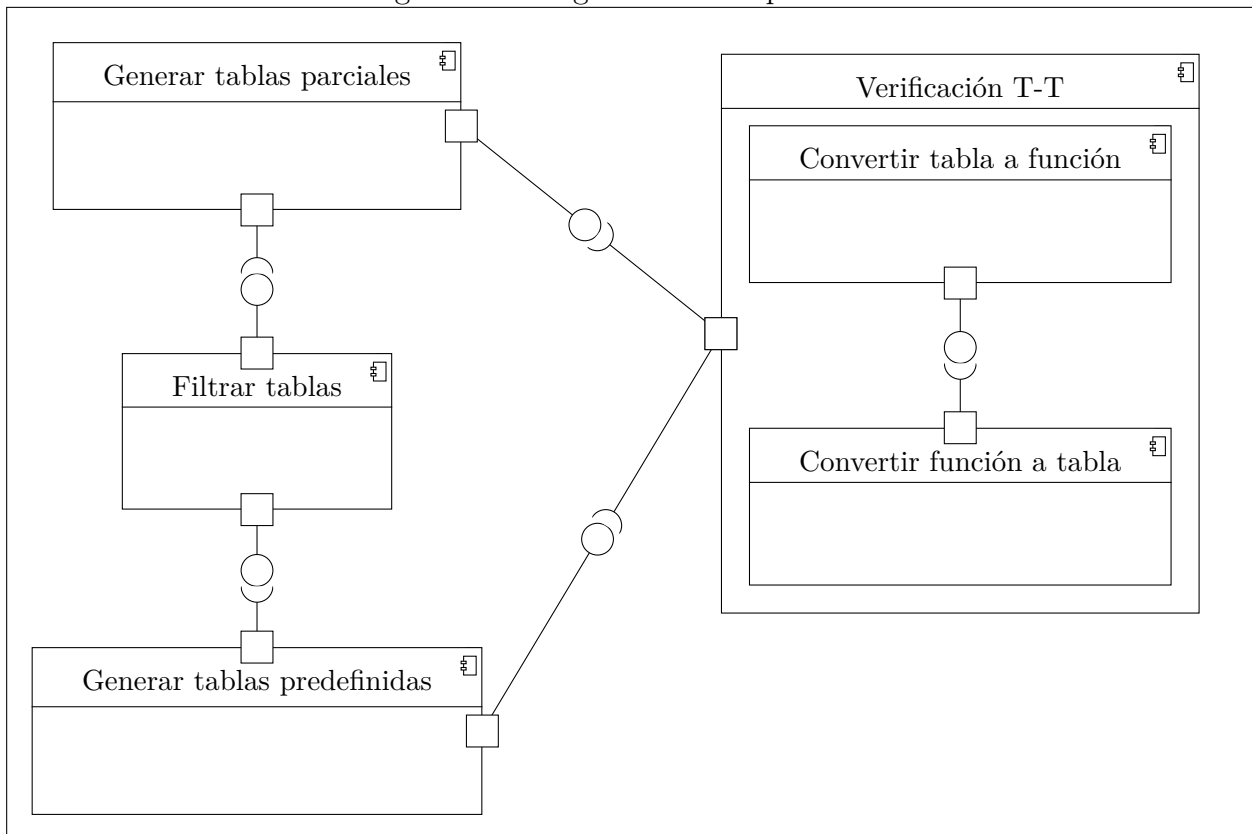 Generar tablas parciales
Verificación T-T
Convertir tabla a función
Filtrar tablas
Convertir función a tabla
Generar tablas predefinidas